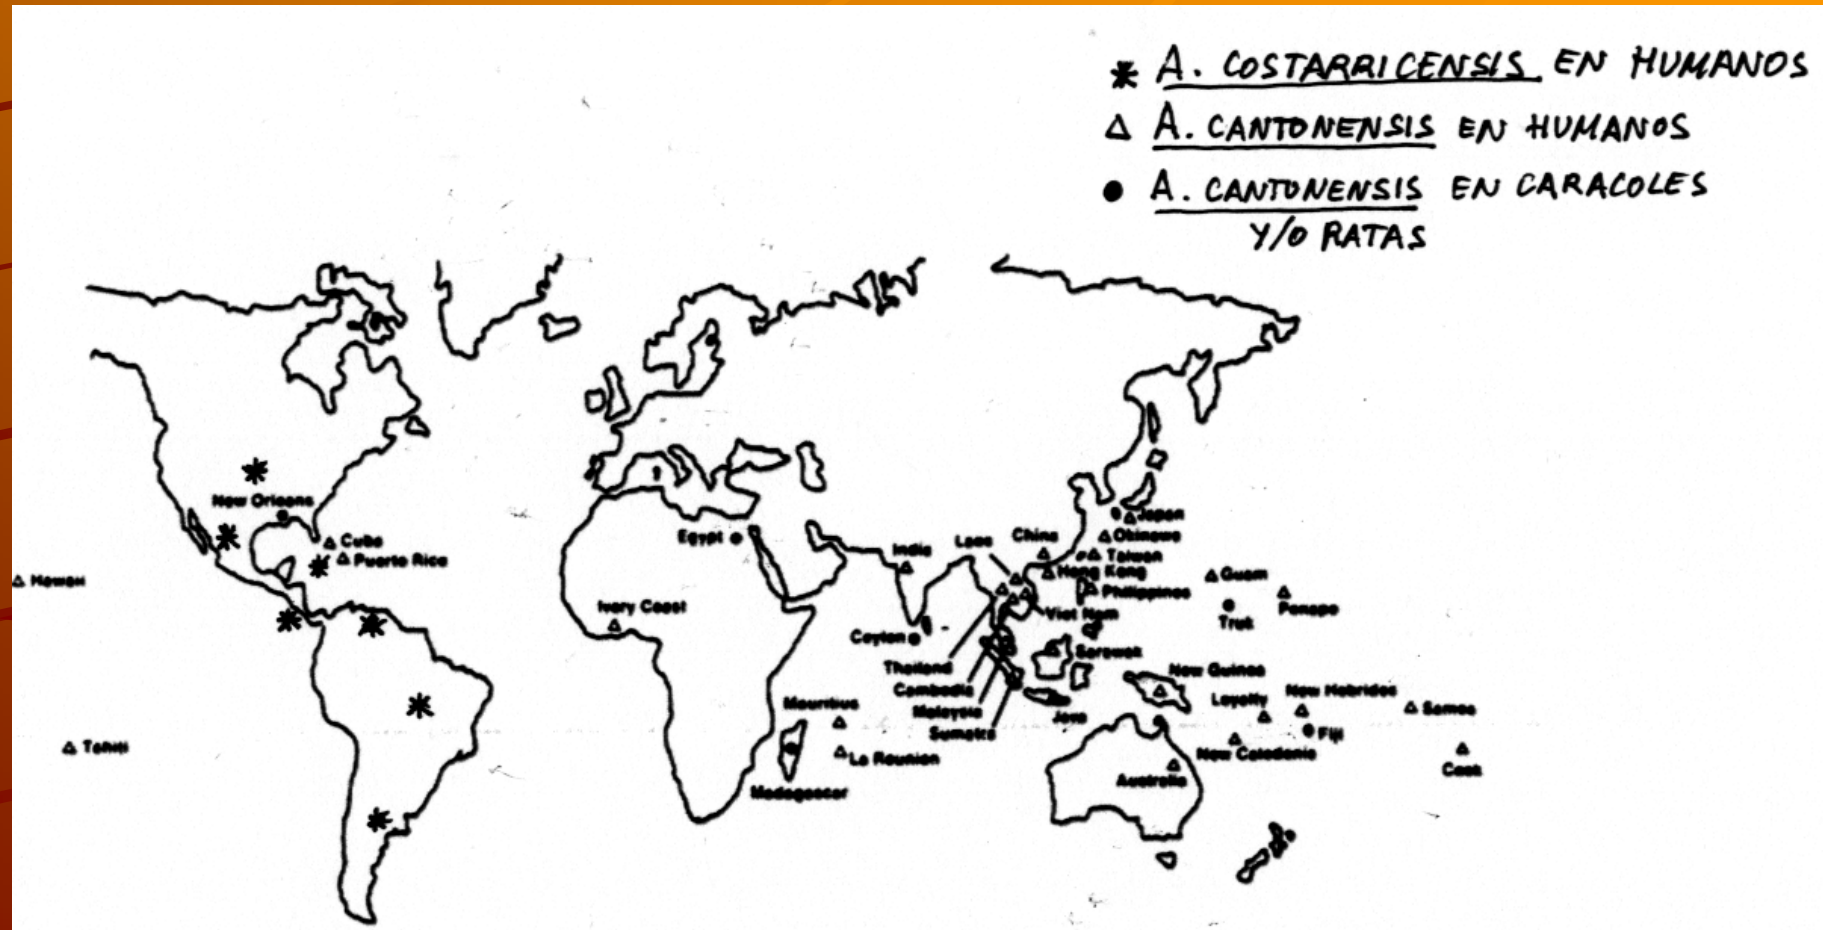 * A. COSTARRICENSIS EN HUMANOS
△ A. CANTONENSIS EN HUMANOS
● A. CANTONENSIS EN CARACOLES
Y/O RATAS
New Orleans
Cuba
Puerto Rico
Hawaii
Tahiti
Egypt
Ivory Coast
Mauritius
La Reunion
Madagascar
India
Ceylon
Laos
China
Japan
Okinawa
Taiwan
Hong Kong
Philippines
Viet Nam
Thailand
Cambodia
Malaysia
Sumatra
Sarawak
Java
Guam
Truk
Ponape
New Guinea
Loyalty
New Hebrides
Samoa
Fiji
New Caledonia
Cook
Australia